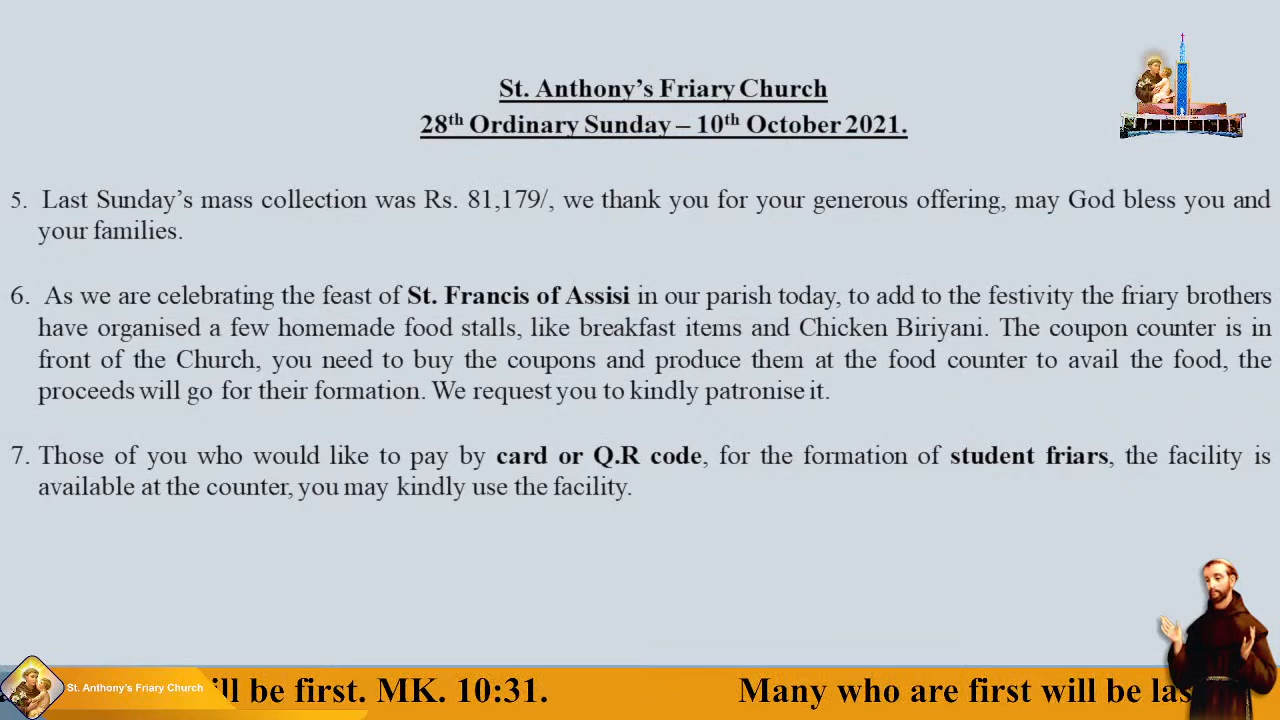 St. Anthony’s Friary Church
28th Ordinary Sunday – 10th October 2021.
5. Last Sunday’s mass collection was Rs. 81,179/, we thank you for your generous offering, may God bless you and
your families.
6. As we are celebrating the feast of St. Francis of Assisi in our parish today, to add to the festivity the friary brothers
have organised a few homemade food stalls, like breakfast items and Chicken Biriyani. The coupon counter is in
front of the Church, you need to buy the coupons and produce them at the food counter to avail the food, the
proceeds will go for their formation. We request you to kindly patronise it.
7. Those of you who would like to pay by card or Q.R code, for the formation of student friars, the facility is
available at the counter, you may kindly use the facility.
St. Anthony's Friary Church
ill be first. MK. 10:31. Many who are first will be las